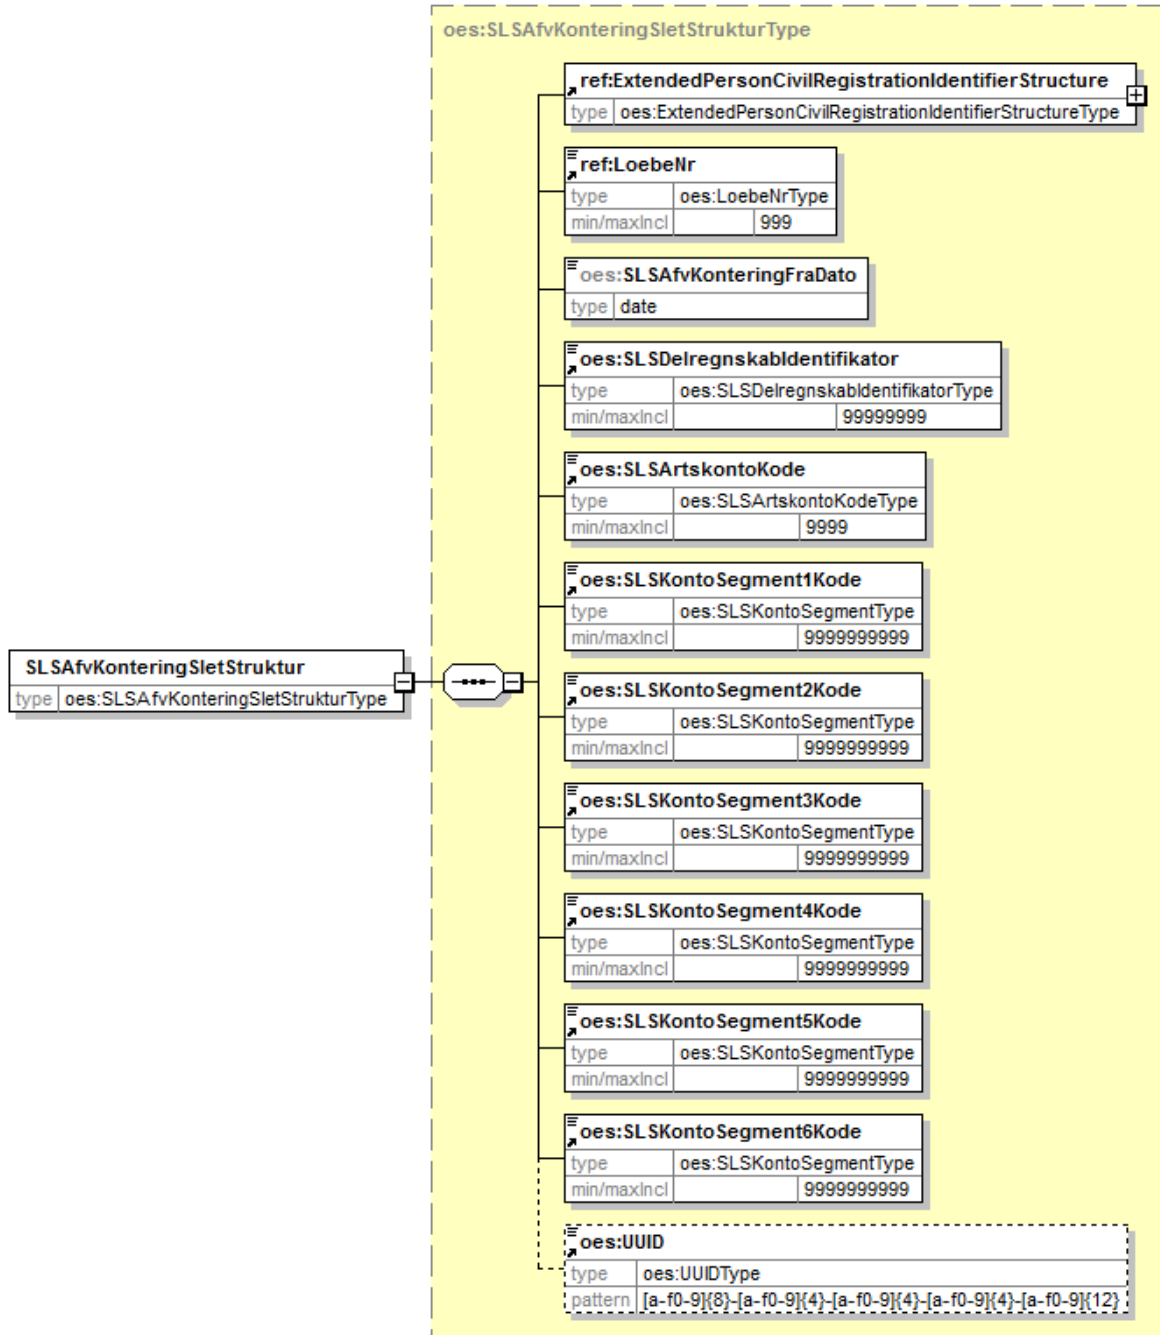 oes:SLSAfvKonteringSletStrukturType
ref:ExtendedPersonCivilRegistrationIdentifierStructure
type oes:ExtendedPersonCivilRegistrationIdentifierStructureType
ref:LoebeNr
type oes:LoebeNrType
min/maxIncl 999
oes:SLSAfvKonteringFraDato
type date
oes:SLSDelregnskabIdentifikator
type oes:SLSDelregnskabIdentifikatorType
min/maxIncl 99999999
oes:SLSArtskontoKode
type oes:SLSArtskontoKodeType
min/maxIncl 9999
oes:SLSKontoSegment1Kode
type oes:SLSKontoSegmentType
min/maxIncl 9999999999
SLSAfvKonteringSletStruktur
type oes:SLSAfvKonteringSletStrukturType
oes:SLSKontoSegment2Kode
type oes:SLSKontoSegmentType
min/maxIncl 9999999999
oes:SLSKontoSegment3Kode
type oes:SLSKontoSegmentType
min/maxIncl 9999999999
oes:SLSKontoSegment4Kode
type oes:SLSKontoSegmentType
min/maxIncl 9999999999
oes:SLSKontoSegment5Kode
type oes:SLSKontoSegmentType
min/maxIncl 9999999999
oes:SLSKontoSegment6Kode
type oes:SLSKontoSegmentType
min/maxIncl 9999999999
oes:UUID
type oes:UUIDType
pattern [a-f0-9]{8}-[a-f0-9]{4}-[a-f0-9]{4}-[a-f0-9]{4}-[a-f0-9]{12}